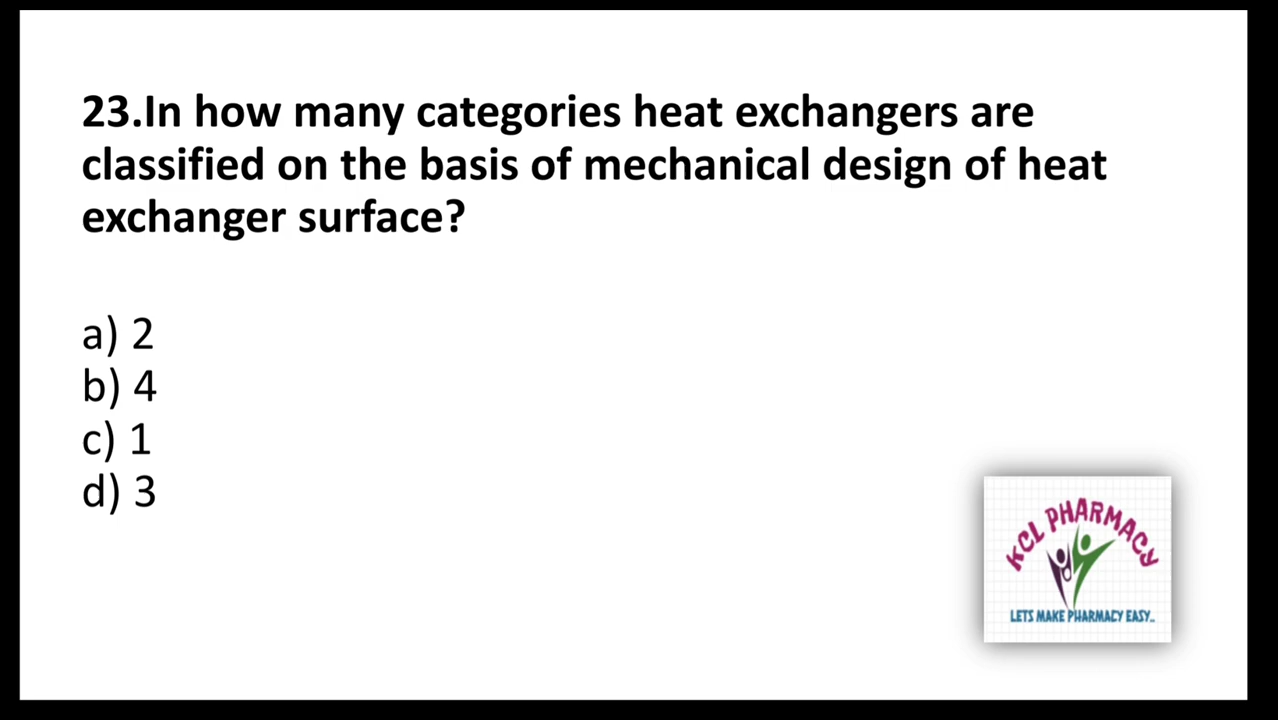 23.In how many categories heat exchangers are
classified on the basis of mechanical design of heat
exchanger surface?
a) 2
b) 4
c) 1
d) 3
KCL PHARMACY
LETS MAKE PHARMACY EASY..